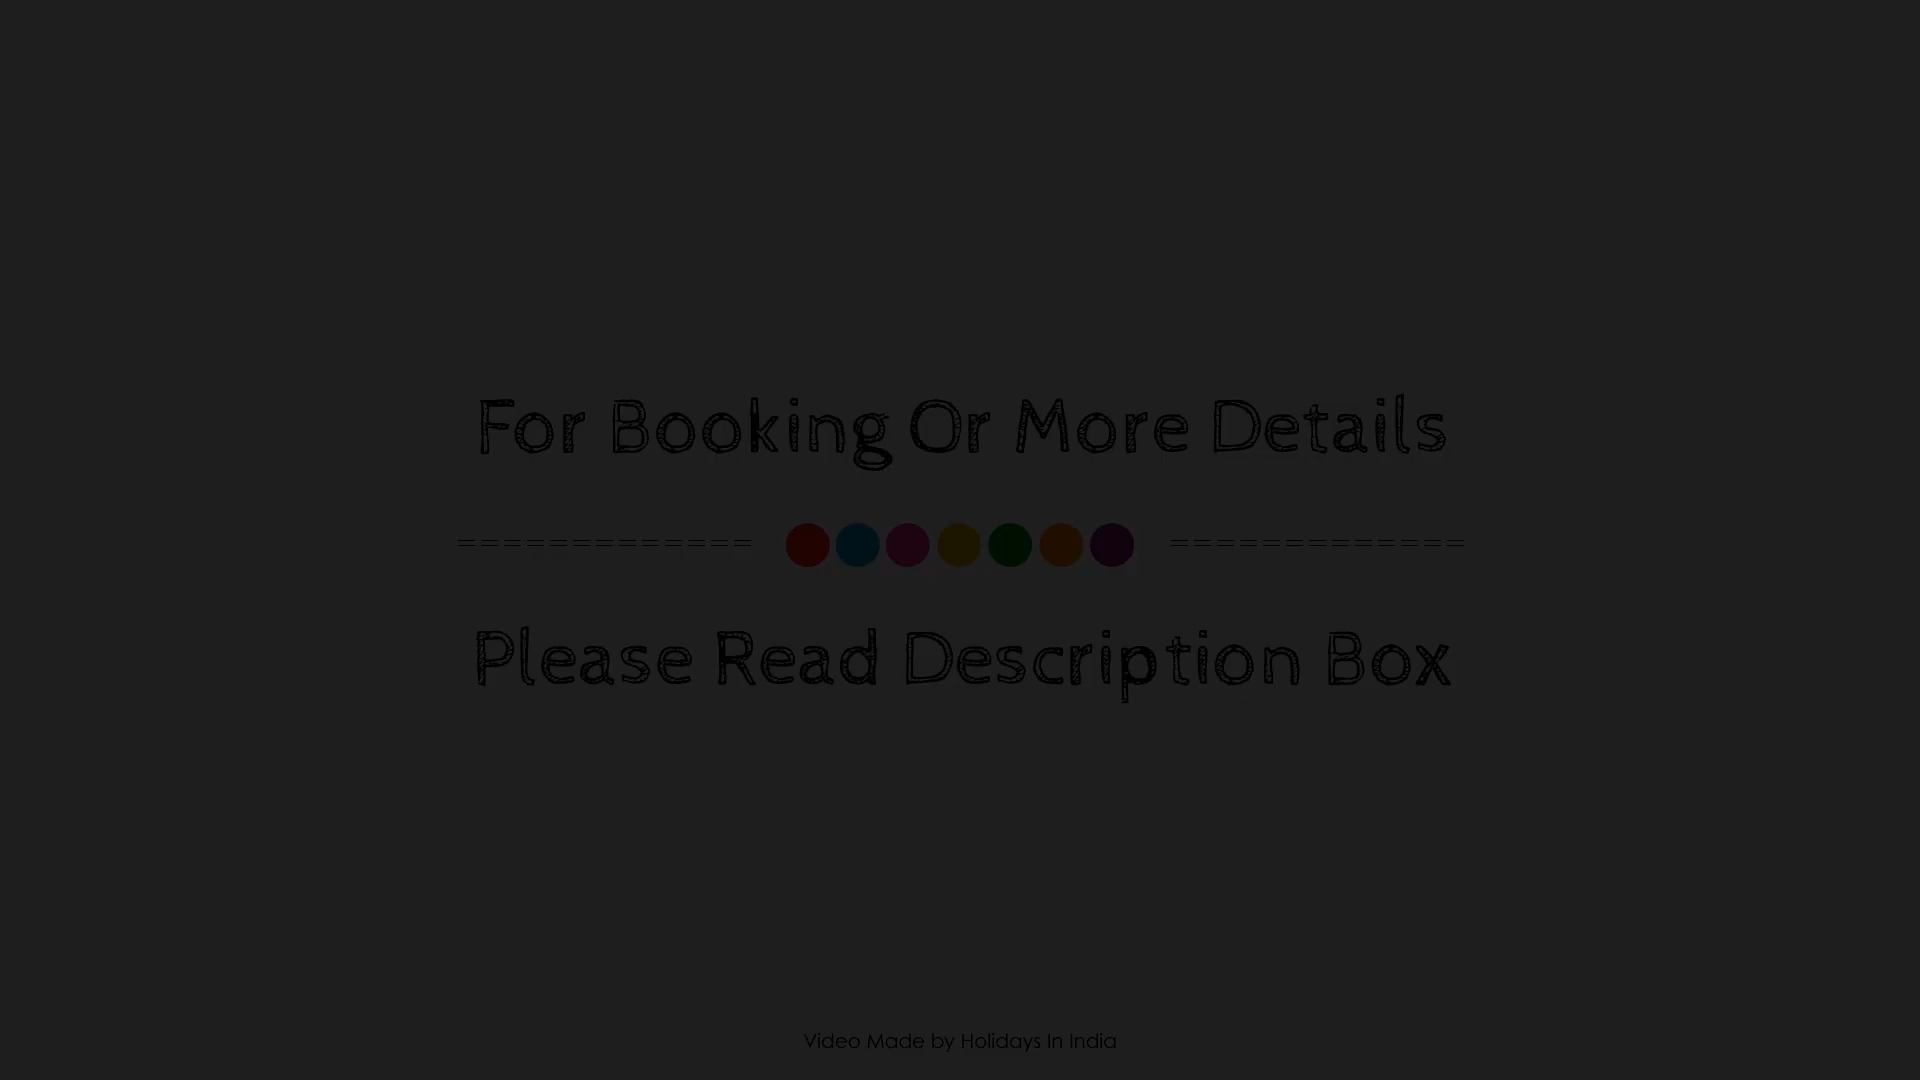 For Booking Or More Details
============= =============
Please Read Description Box
Video Made by Holidays In India